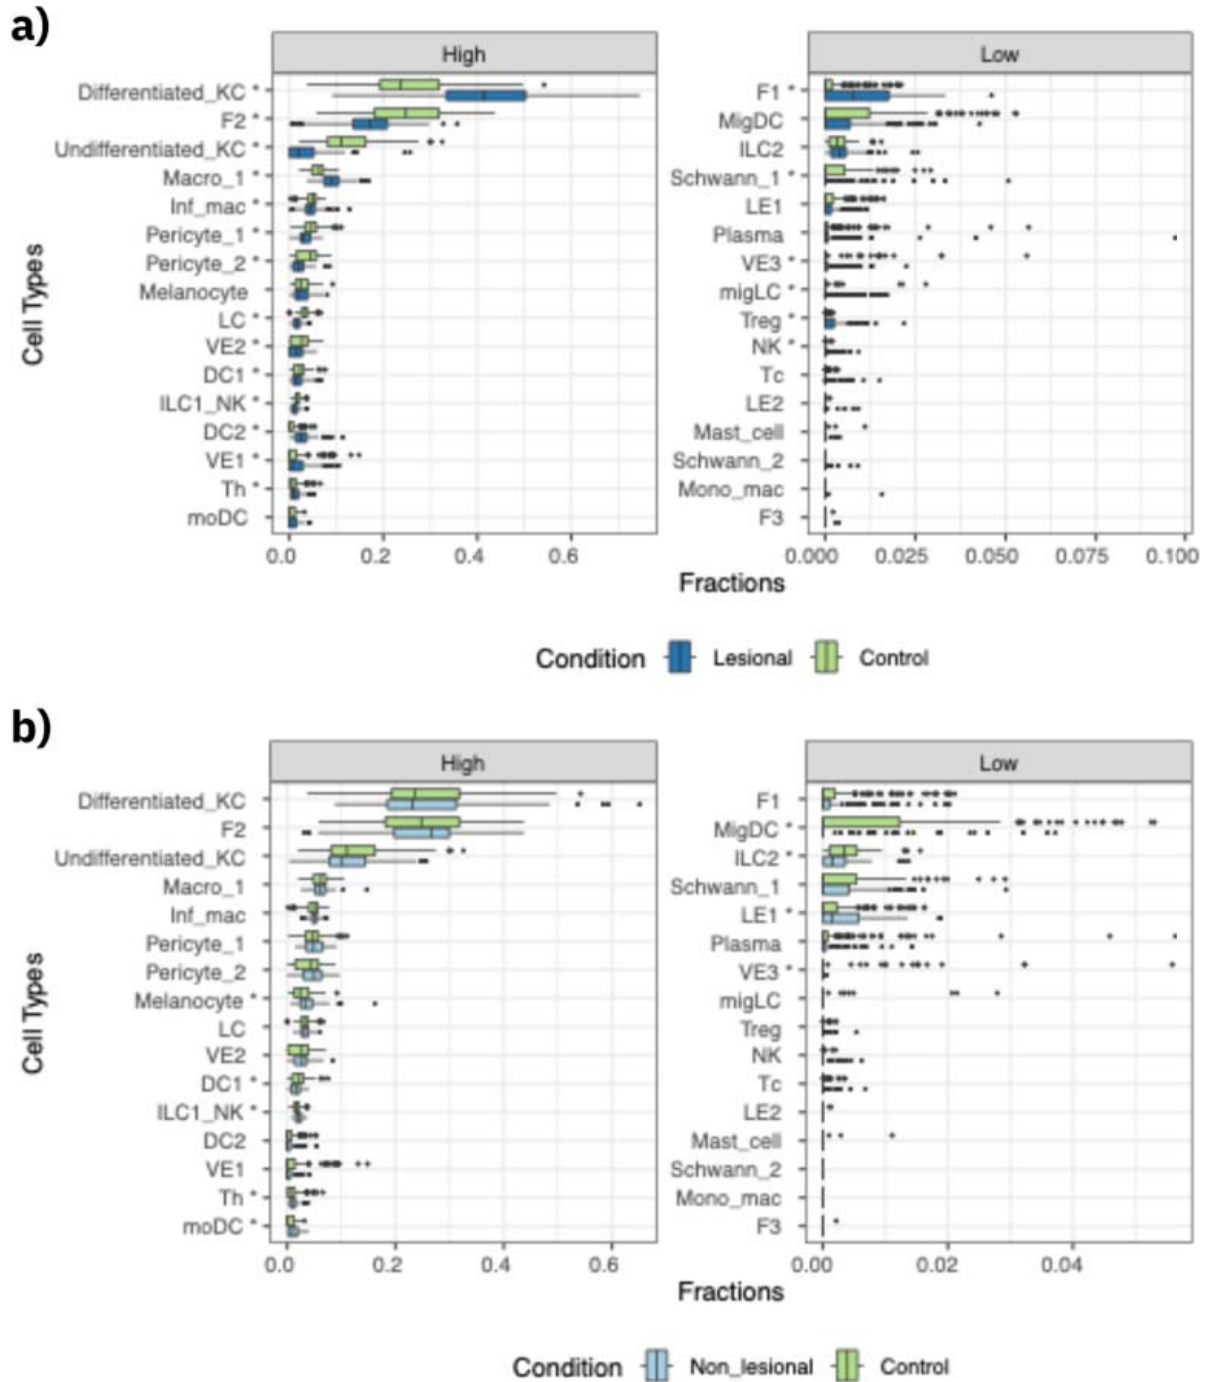 a)
High
Low
Differentiated_KC *
F2 *
Undifferentiated_KC *
Macro_1 *
Inf_mac *
Pericyte_1 *
Pericyte_2 *
Melanocyte
LC *
VE2 *
DC1 *
ILC1_NK *
DC2 *
VE1 *
Th *
moDC
F1 *
MigDC
ILC2
Schwann_1 *
LE1
Plasma
VE3 *
migLC *
Treg *
NK *
Tc
LE2
Mast_cell
Schwann_2
Mono_mac
F3
Cell Types
0.0 0.2 0.4 0.6
0.000 0.025 0.050 0.075 0.100
Fractions
Condition Lesional Control
b)
High
Low
Differentiated_KC
F2
Undifferentiated_KC
Macro_1
Inf_mac
Pericyte_1
Pericyte_2
Melanocyte *
LC
VE2
DC1 *
ILC1_NK *
DC2
VE1
Th *
moDC *
F1
MigDC *
ILC2 *
Schwann_1
LE1 *
Plasma
VE3 *
migLC
Treg
NK
Tc
LE2
Mast_cell
Schwann_2
Mono_mac
F3
Cell Types
0.0 0.2 0.4 0.6
0.00 0.02 0.04
Fractions
Condition Non_lesional Control